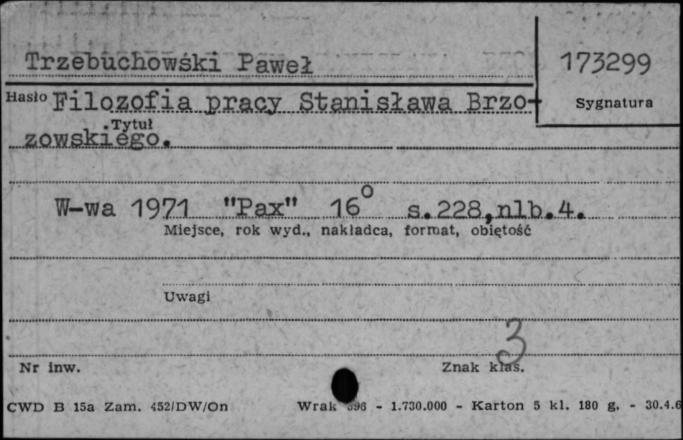 Trzebuchowski Paweł
173299
Hasło Filozofia pracy Stanisława Brzo-
Sygnatura
Tytuł
zowskiego.
W-wa 1971 "Pax" 16° s.228,nlb.4.
Miejsce, rok wyd., nakładca, format, objętość
Uwagi
3
Nr inw. Znak klas.
CWD B 15a Zam. 452/DW/On Wrak 396 - 1.730.000 - Karton 5 kl. 180 g. - 30.4.6